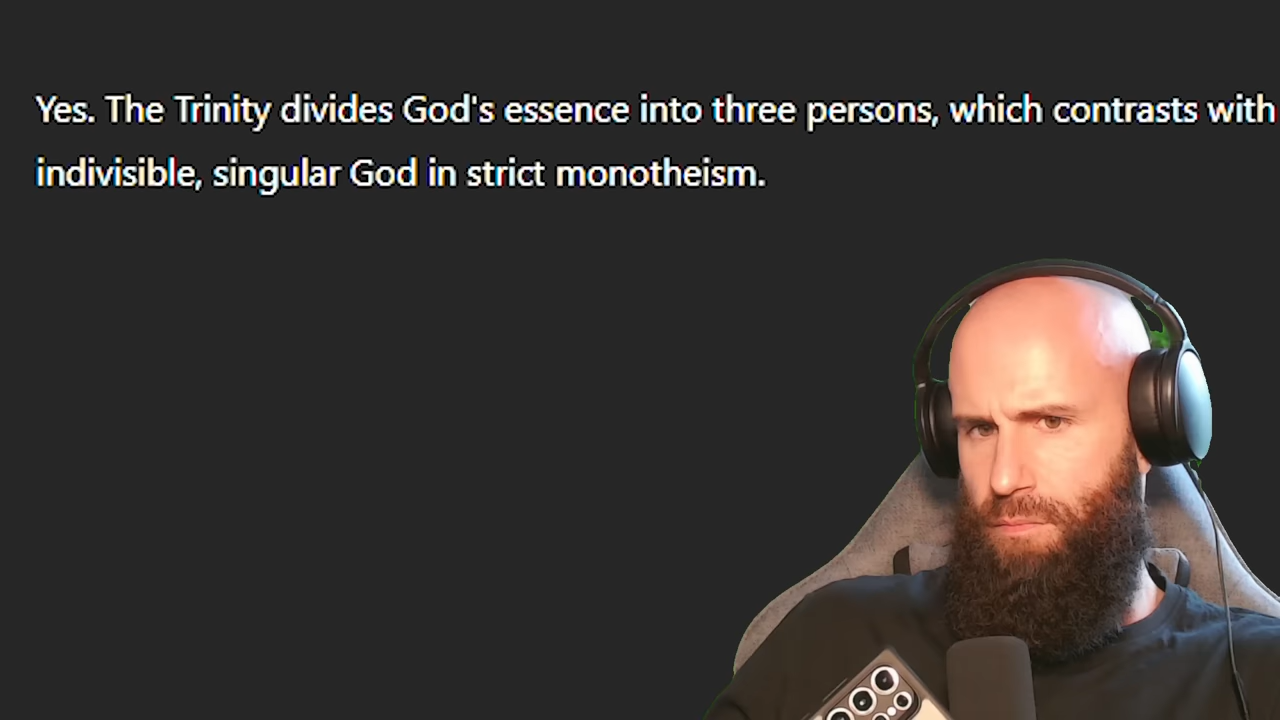 Yes. The Trinity divides God's essence into three persons, which contrasts with
indivisible, singular God in strict monotheism.